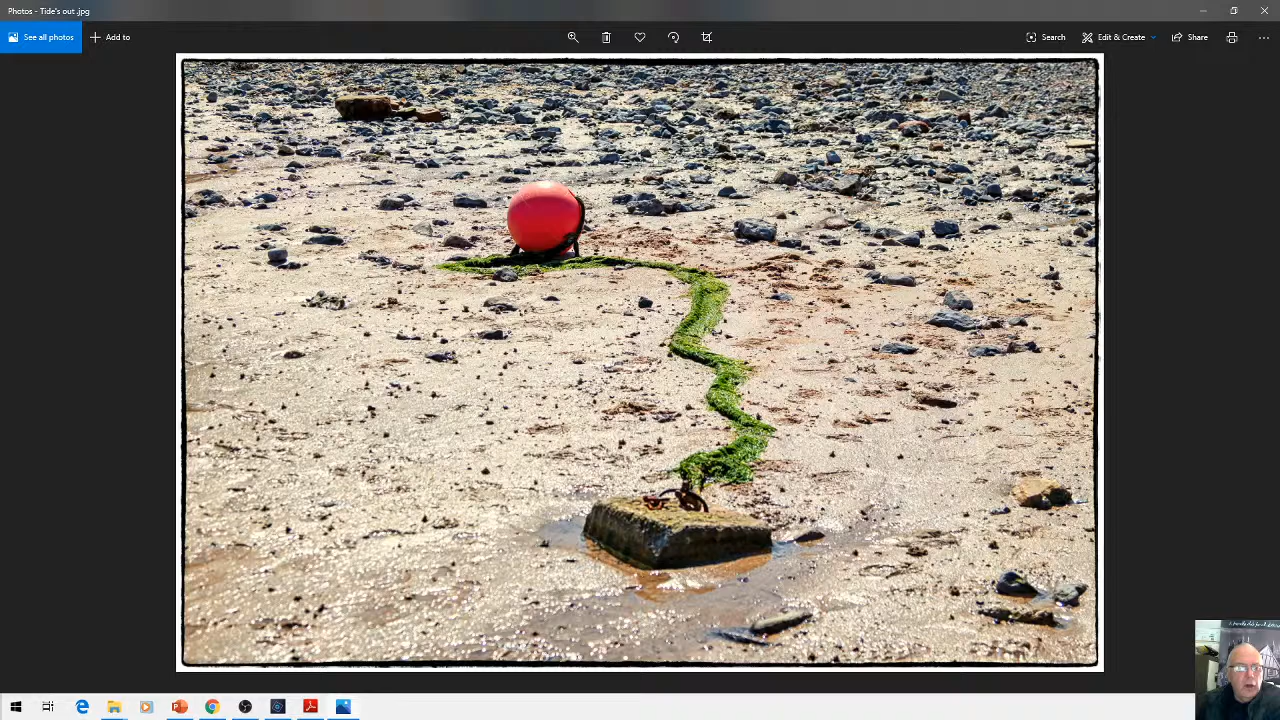 Photos - Tide's out .jpg
See all photos
Add to
Search
Edit & Create
Share